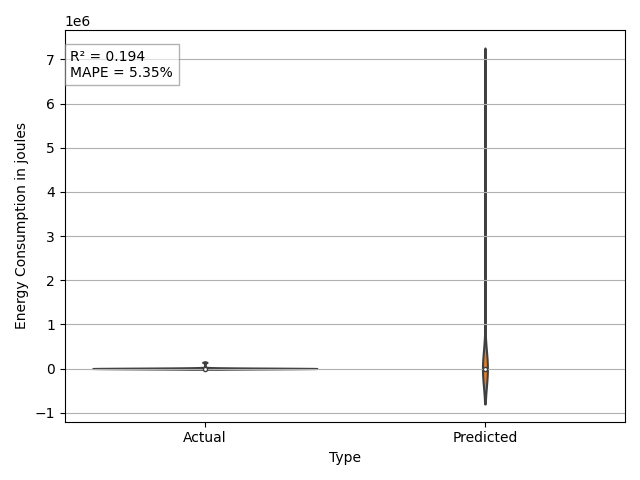 1e6
R² = 0.194
MAPE = 5.35%
7
6
5
4
3
2
1
0
−1
Energy Consumption in joules
Actual
Predicted
Type